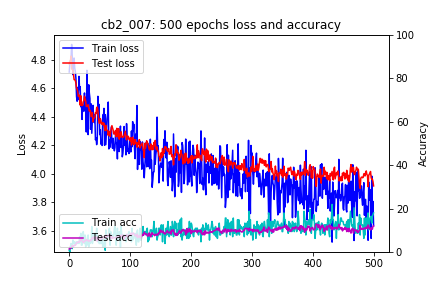 cb2_007: 500 epochs loss and accuracy
Train loss
Test loss
Train acc
Test acc
Loss
Accuracy
4.8
4.6
4.4
4.2
4.0
3.8
3.6
100
80
60
40
20
0
0 100 200 300 400 500